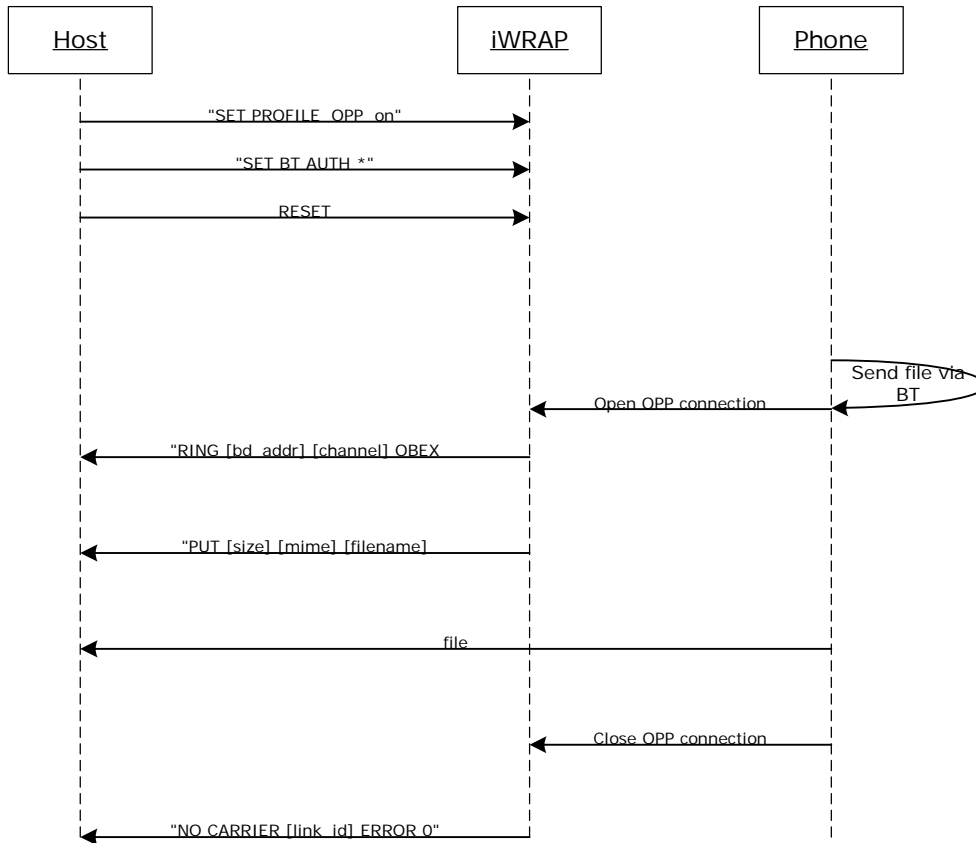 Host
iWRAP
Phone
"SET PROFILE OPP on"
"SET BT AUTH *"
RESET
Send file via
BT
Open OPP connection
"RING [bd_addr] [channel] OBEX
"PUT [size] [mime] [filename]
file
Close OPP connection
"NO CARRIER [link_id] ERROR 0"